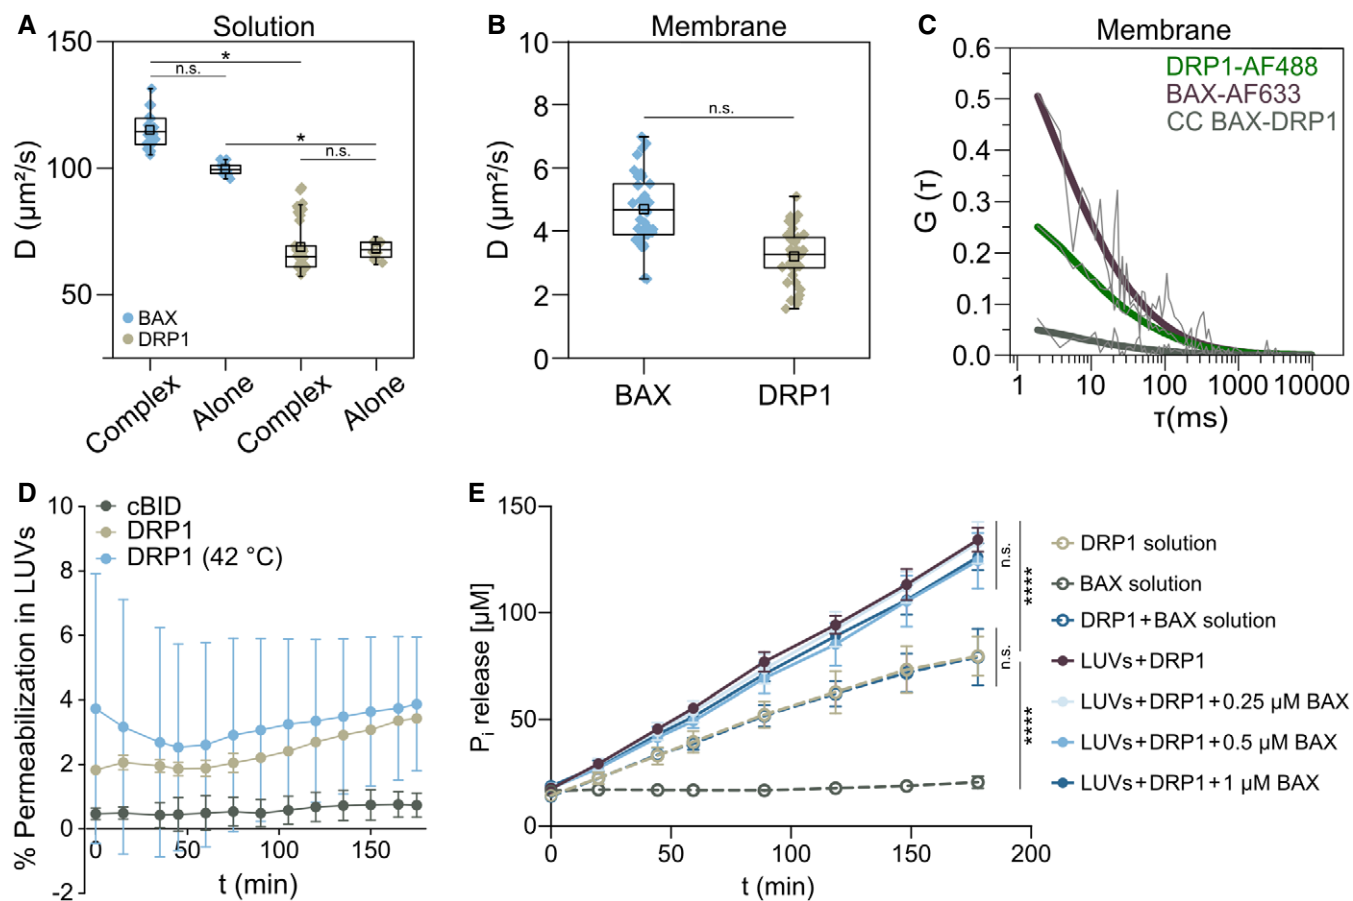 A
Solution
150
100
50
D (µm²/s)
*
n.s.
*
n.s.
BAX
DRP1
Complex
Alone
Complex
Alone
B
Membrane
10
8
6
4
2
0
D (µm²/s)
n.s.
BAX
DRP1
C
Membrane
0.6
0.5
0.4
0.3
0.2
0.1
0.0
G (τ)
DRP1-AF488
BAX-AF633
CC BAX-DRP1
1 10 100 1000 10000
τ(ms)
D
10
8
6
4
2
0
-2
% Permeabilization in LUVs
cBID
DRP1
DRP1 (42 °C)
0 50 100 150
t (min)
E
150
100
50
0
Pᵢ release [µM]
0 50 100 150 200
t (min)
n.s.
****
n.s.
****
DRP1 solution
BAX solution
DRP1+BAX solution
LUVs+DRP1
LUVs+DRP1+0.25 µM BAX
LUVs+DRP1+0.5 µM BAX
LUVs+DRP1+1 µM BAX